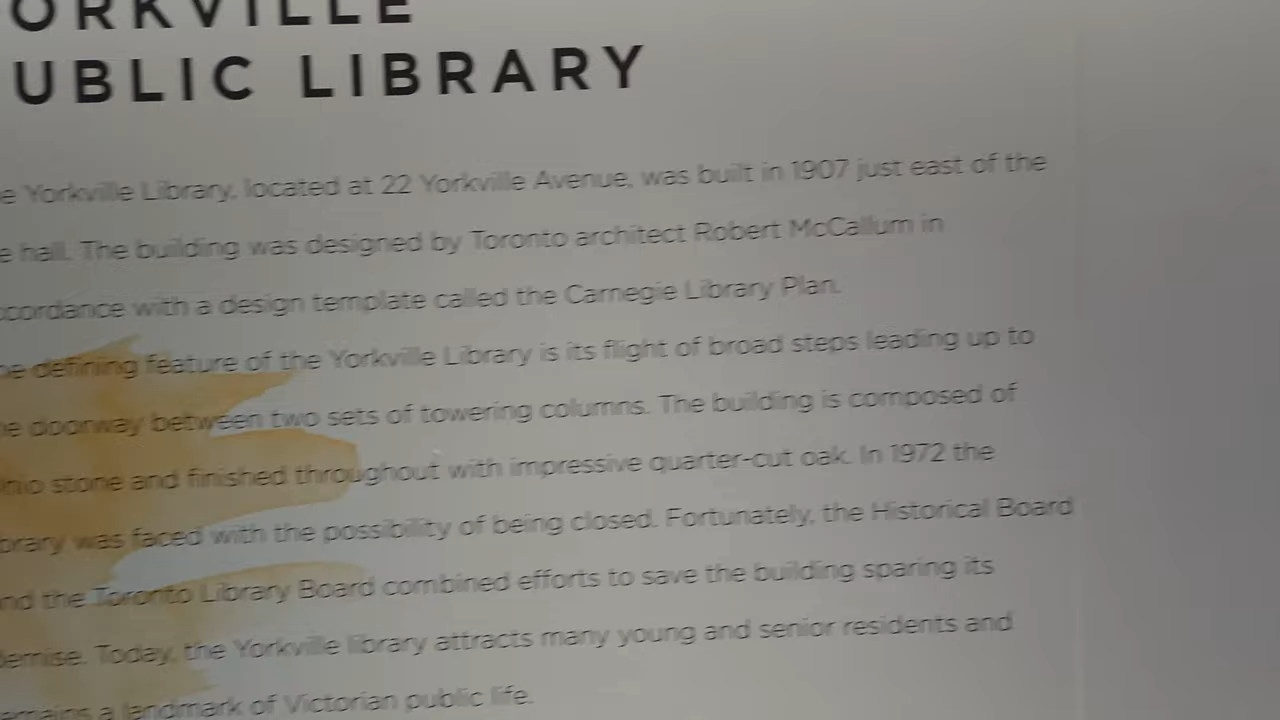 ORKVILLE
UBLIC LIBRARY
e Yorkville Library, located at 22 Yorkville Avenue, was built in 1907 just east of the
e hall. The building was designed by Toronto architect Robert McCallum in
ccordance with a design template called the Carnegie Library Plan.
he defining feature of the Yorkville Library is its flight of broad steps leading up to
he doorway between two sets of towering columns. The building is composed of
hio stone and finished throughout with impressive quarter-cut oak. In 1972 the
brary was faced with the possibility of being closed. Fortunately, the Historical Board
nd the Toronto Library Board combined efforts to save the building sparing its
demise. Today, the Yorkville library attracts many young and senior residents and
emains a landmark of Victorian public life.